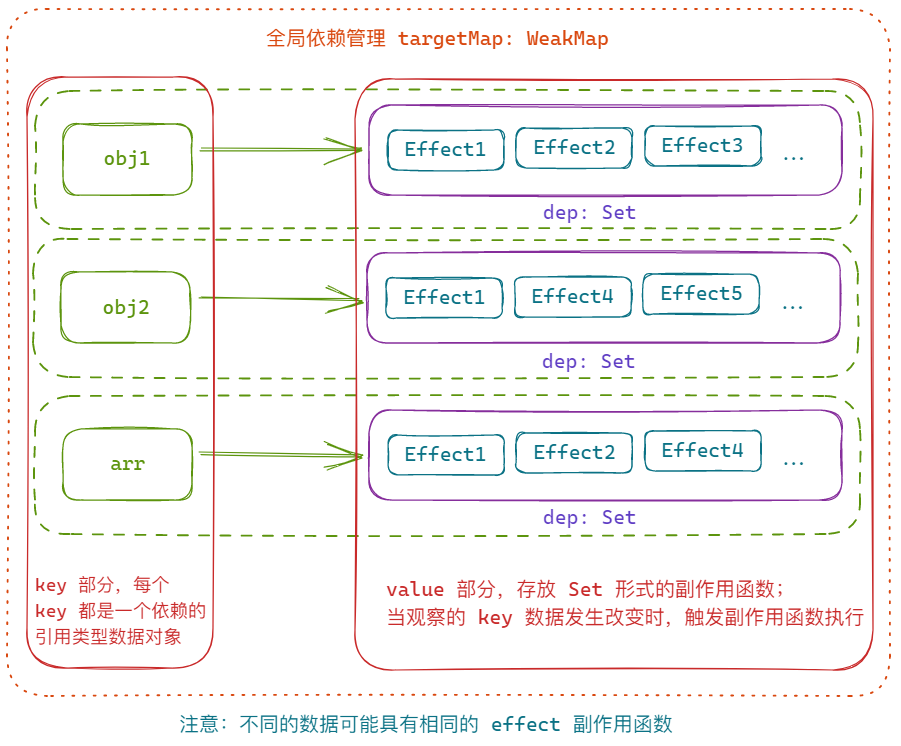 全局依赖管理 targetMap: WeakMap
obj1
Effect1 Effect2 Effect3 ...
dep: Set
obj2
Effect1 Effect4 Effect5 ...
dep: Set
arr
Effect1 Effect2 Effect4 ...
dep: Set
key 部分，每个
key 都是一个依赖的
引用类型数据对象
value 部分，存放 Set 形式的副作用函数；
当观察的 key 数据发生改变时，触发副作用函数执行
注意：不同的数据可能具有相同的 effect 副作用函数